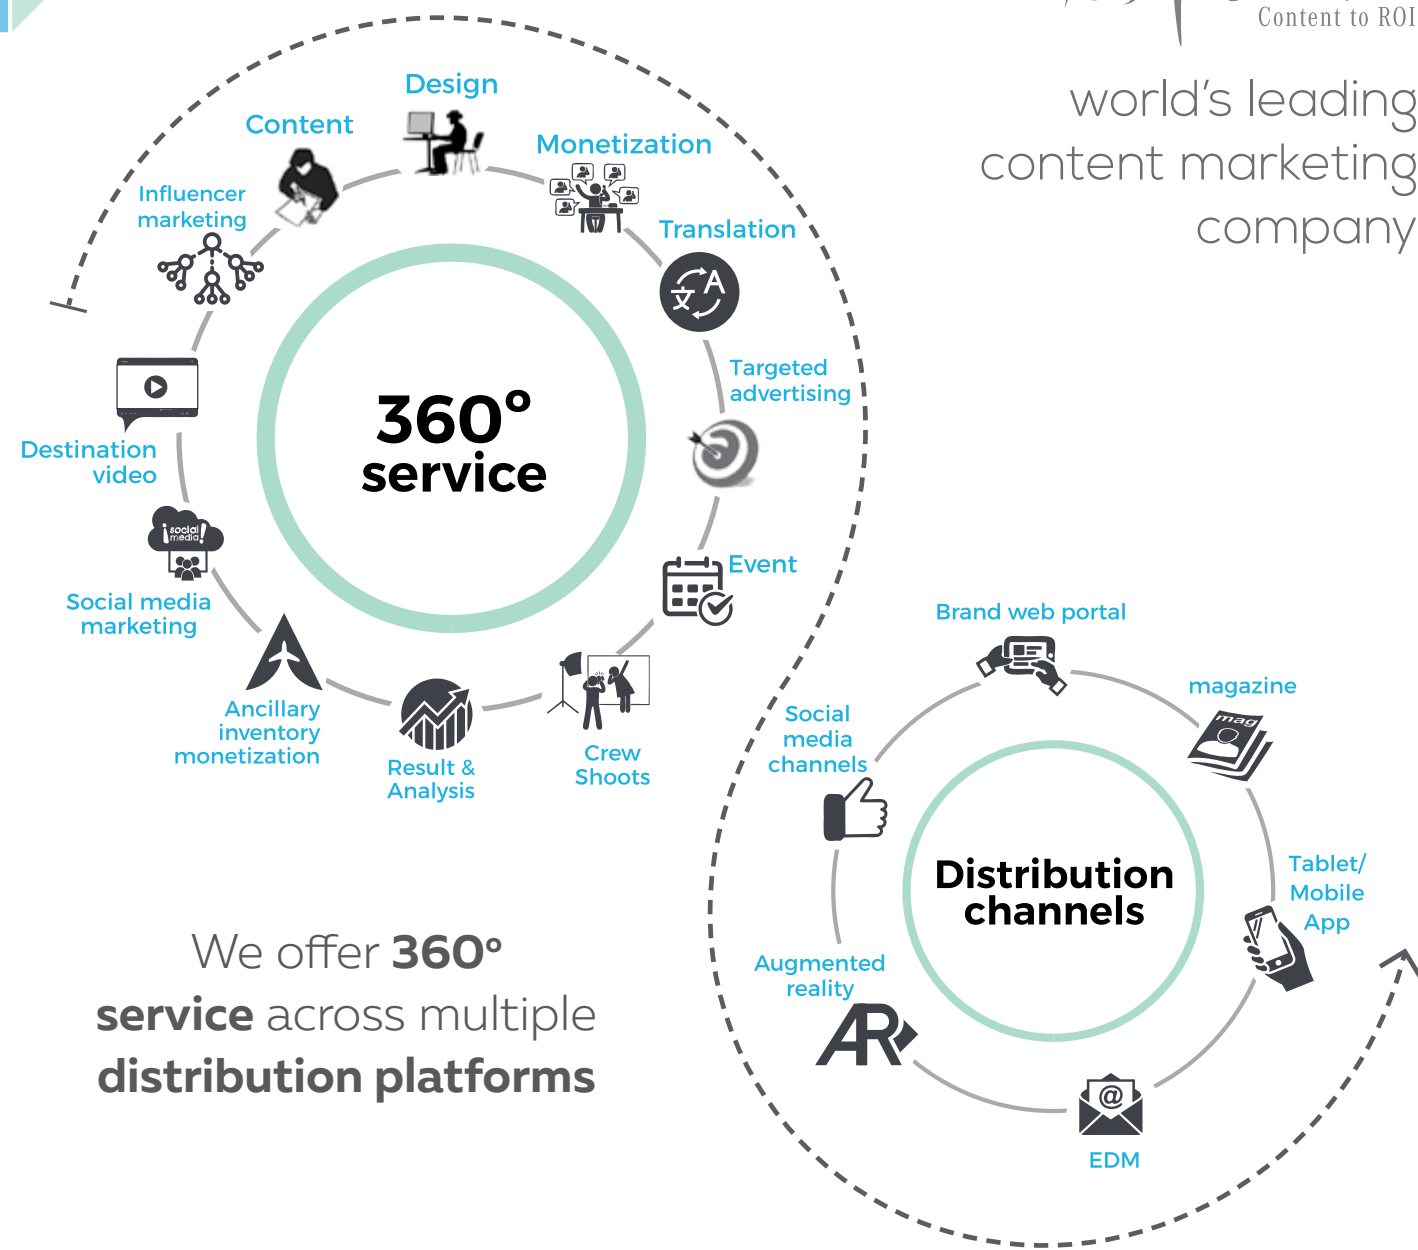 Content to ROI
world's leading
content marketing
company
Design
Content
Monetization
Influencer
marketing
Translation
Targeted
advertising
360°
service
Destination
video
social
media
Event
Social media
marketing
Ancillary
inventory
monetization
Result &
Analysis
Crew
Shoots
Brand web portal
magazine
mag
Social
media
channels
Tablet/
Mobile
App
Distribution
channels
Augmented
reality
AR
@
EDM
We offer 360°
service across multiple
distribution platforms